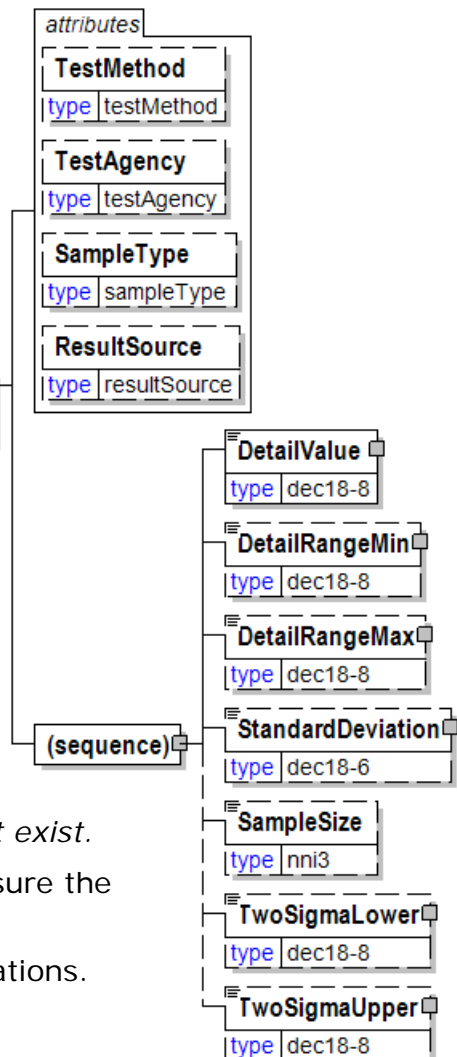 attributes
TestMethod
type testMethod
TestAgency
type testAgency
SampleType
type sampleType
ResultSource
type resultSource
DetailValue
type dec18-8
DetailRangeMin
type dec18-8
DetailRangeMax
type dec18-8
(sequence)
StandardDeviation
type dec18-6
SampleSize
type nni3
TwoSigmaLower
type dec18-8
TwoSigmaUpper
type dec18-8
exist.
sure the